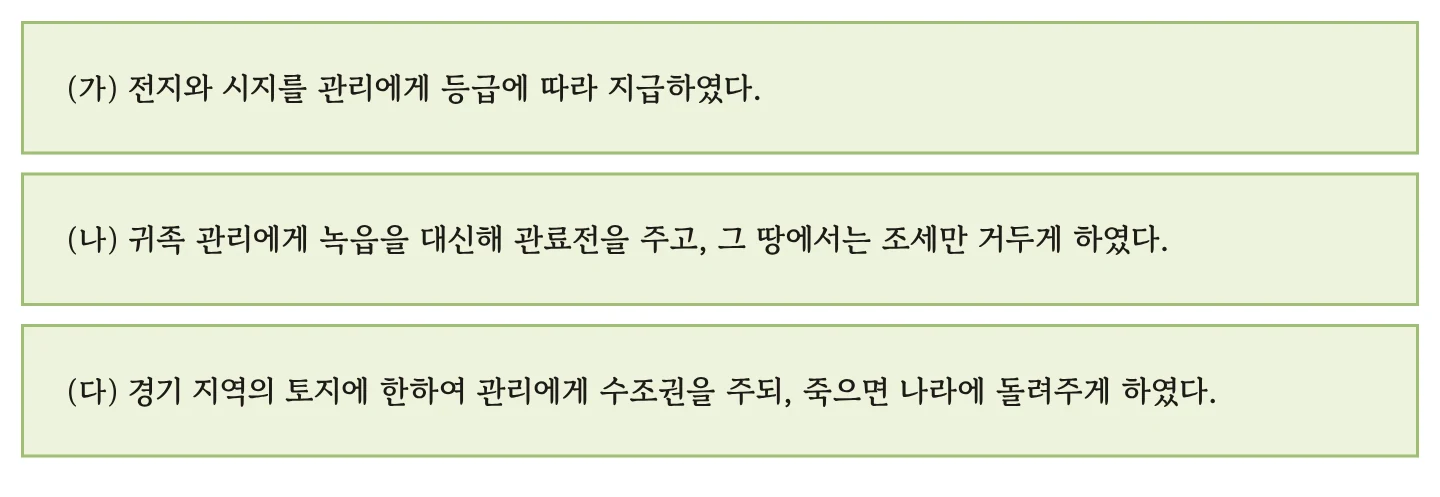 (가) 전지와 시지를 관리에게 등급에 따라 지급하였다.
(나) 귀족 관리에게 녹읍을 대신해 관료전을 주고, 그 땅에서는 조세만 거두게 하였다.
(다) 경기 지역의 토지에 한하여 관리에게 수조권을 주되, 죽으면 나라에 돌려주게 하였다.